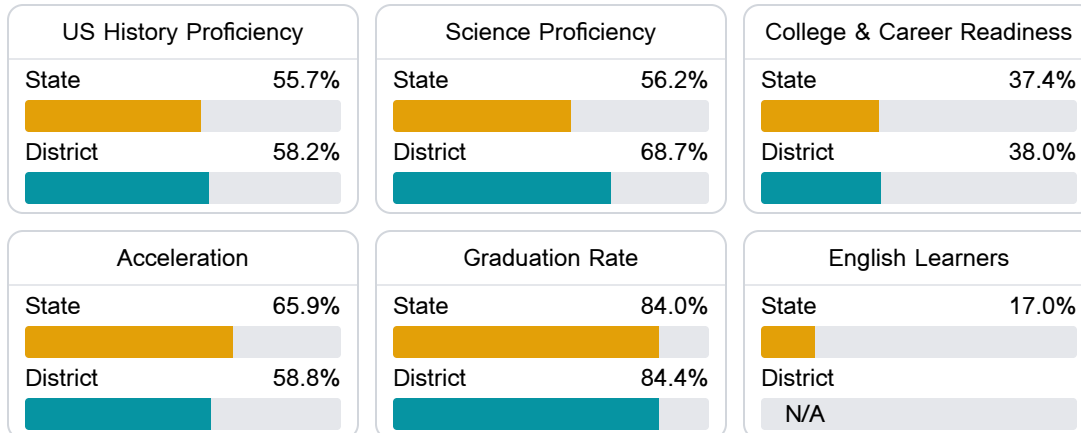 US History Proficiency
State 55.7%
District 58.2%
Science Proficiency
State 56.2%
District 68.7%
College & Career Readiness
State 37.4%
District 38.0%
Acceleration
State 65.9%
District 58.8%
Graduation Rate
State 84.0%
District 84.4%
English Learners
State 17.0%
District
N/A